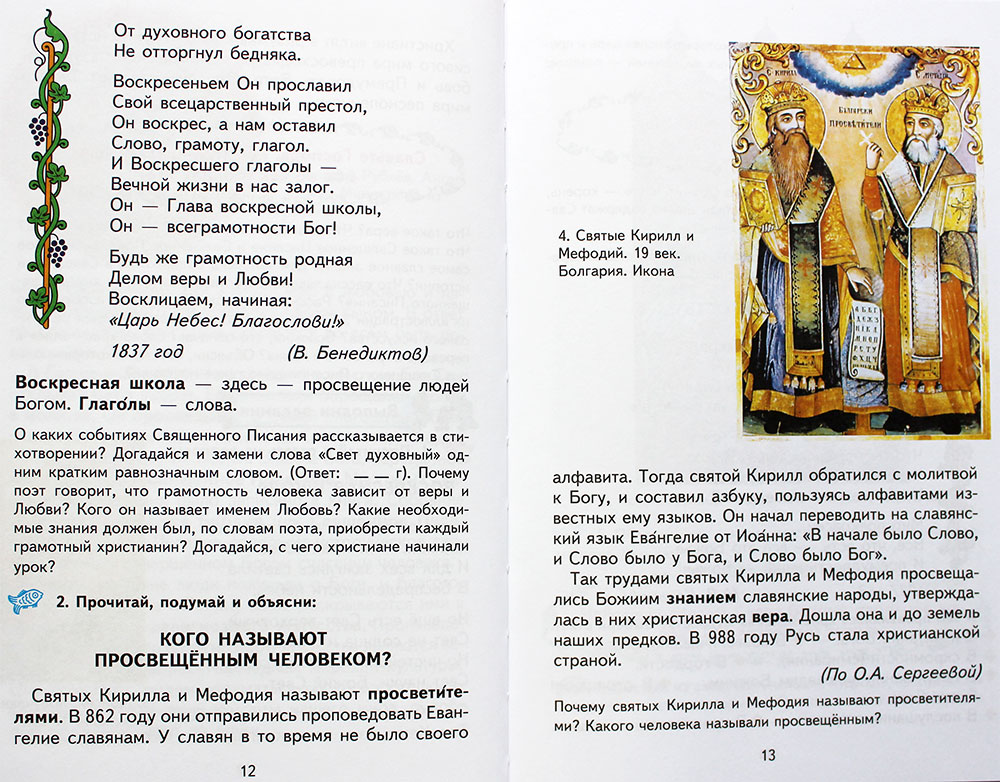 От духовного богатства
Не отторгнул бедняка.
Воскресеньем Он прославил
Свой всецарственный престол,
Он воскрес, а нам оставил
Слово, грамоту, глагол.
И Воскресшего глаголы —
Вечной жизни в нас залог.
Он — Глава воскресной школы,
Он — всеграмотности Бог!
Будь же грамотность родная
Делом веры и Любви!
Восклицаем, начиная:
«Царь Небес! Благослови!»
1837 год (В. Бенедиктов)
Воскресная школа — здесь — просвещение людей
Богом. Глаго́лы — слова.
О каких событиях Священного Писания рассказывается в сти-
хотворении? Догадайся и замени слова «Свет духовный» од-
ним кратким равнозначным словом. (Ответ: _ _ г). Почему
поэт говорит, что грамотность человека зависит от веры и
Любви? Кого он называет именем Любовь? Какие необходи-
мые знания должен был, по словам поэта, приобрести каждый
грамотный христианин? Догадайся, с чего христиане начинали
урок?
2. Прочитай, подумай и объясни:
КОГО НАЗЫВАЮТ
ПРОСВЕЩЁННЫМ ЧЕЛОВЕКОМ?
Святых Кирилла и Мефодия называют просвети́те-
лями. В 862 году они отправились проповедовать Еван-
гелие славянам. У славян в то время не было своего
12
С. КИРИЛ
С. МЕТОДІ
БЪЛГАРСКИ
ПРОСВѢТИТЕЛИ
4. Святые Кирилл и
Мефодий. 19 век.
Болгария. Икона
алфавита. Тогда святой Кирилл обратился с молитвой
к Богу, и составил азбуку, пользуясь алфавитами из-
вестных ему языков. Он начал переводить на славян-
ский язык Ева́нгелие от Иоа́нна: «В начале было Слово,
и Слово было у Бога, и Слово было Бог».
Так трудами святых Кирилла и Мефодия просвеща-
лись Божиим знанием славянские народы, утвержда-
лась в них христианская вера. Дошла она и до земель
наших предков. В 988 году Русь стала христианской
страной.
(По О.А. Сергеевой)
Почему святых Кирилла и Мефодия называют просветителя-
ми? Какого человека называли просвещённым?
13